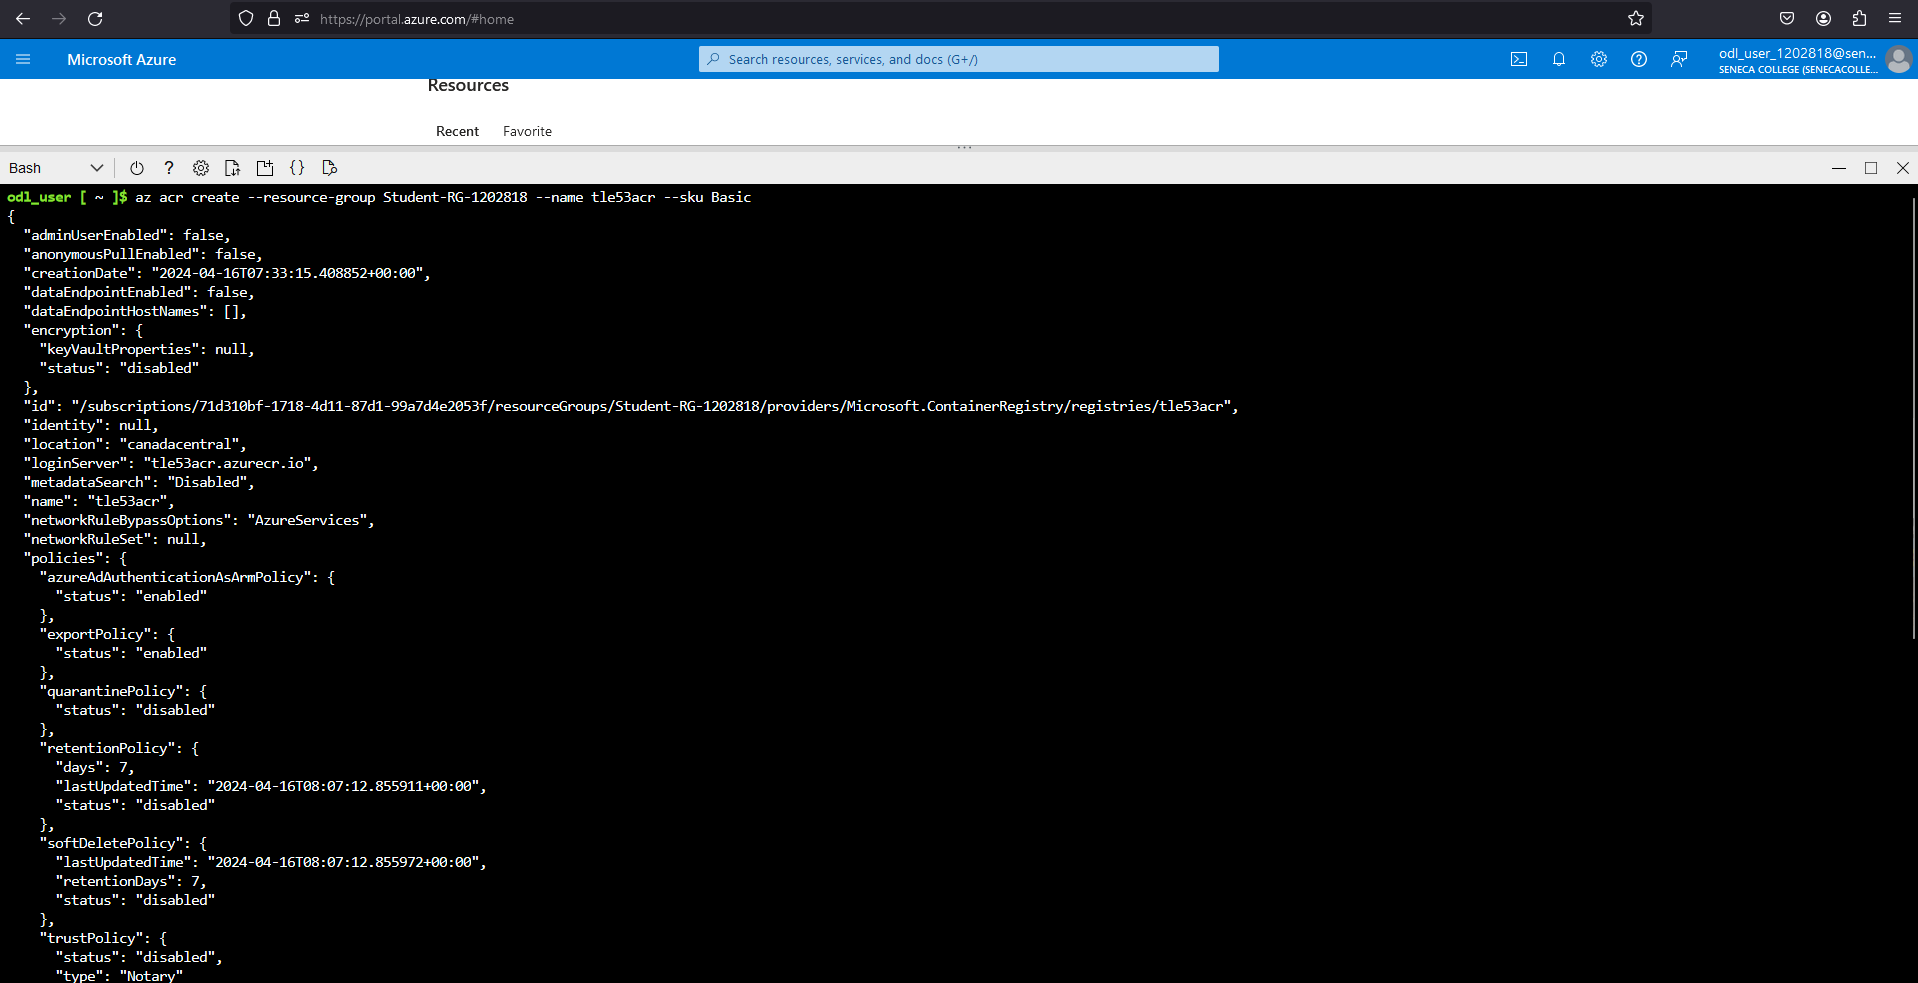 https://portal.azure.com/#home
Microsoft Azure
Search resources, services, and docs (G+/)
odl_user_1202818@sen...
SENECA COLLEGE (SENECACOLLE...
Resources
Recent Favorite
Bash
odl_user [ ~ ]$ az acr create --resource-group Student-RG-1202818 --name tle53acr --sku Basic
{
  "adminUserEnabled": false,
  "anonymousPullEnabled": false,
  "creationDate": "2024-04-16T07:33:15.408852+00:00",
  "dataEndpointEnabled": false,
  "dataEndpointHostNames": [],
  "encryption": {
    "keyVaultProperties": null,
    "status": "disabled"
  },
  "id": "/subscriptions/71d310bf-1718-4d11-87d1-99a7d4e2053f/resourceGroups/Student-RG-1202818/providers/Microsoft.ContainerRegistry/registries/tle53acr",
  "identity": null,
  "location": "canadacentral",
  "loginServer": "tle53acr.azurecr.io",
  "metadataSearch": "Disabled",
  "name": "tle53acr",
  "networkRuleBypassOptions": "AzureServices",
  "networkRuleSet": null,
  "policies": {
    "azureAdAuthenticationAsArmPolicy": {
      "status": "enabled"
    },
    "exportPolicy": {
      "status": "enabled"
    },
    "quarantinePolicy": {
      "status": "disabled"
    },
    "retentionPolicy": {
      "days": 7,
      "lastUpdatedTime": "2024-04-16T08:07:12.855911+00:00",
      "status": "disabled"
    },
    "softDeletePolicy": {
      "lastUpdatedTime": "2024-04-16T08:07:12.855972+00:00",
      "retentionDays": 7,
      "status": "disabled"
    },
    "trustPolicy": {
      "status": "disabled",
      "type": "Notary"